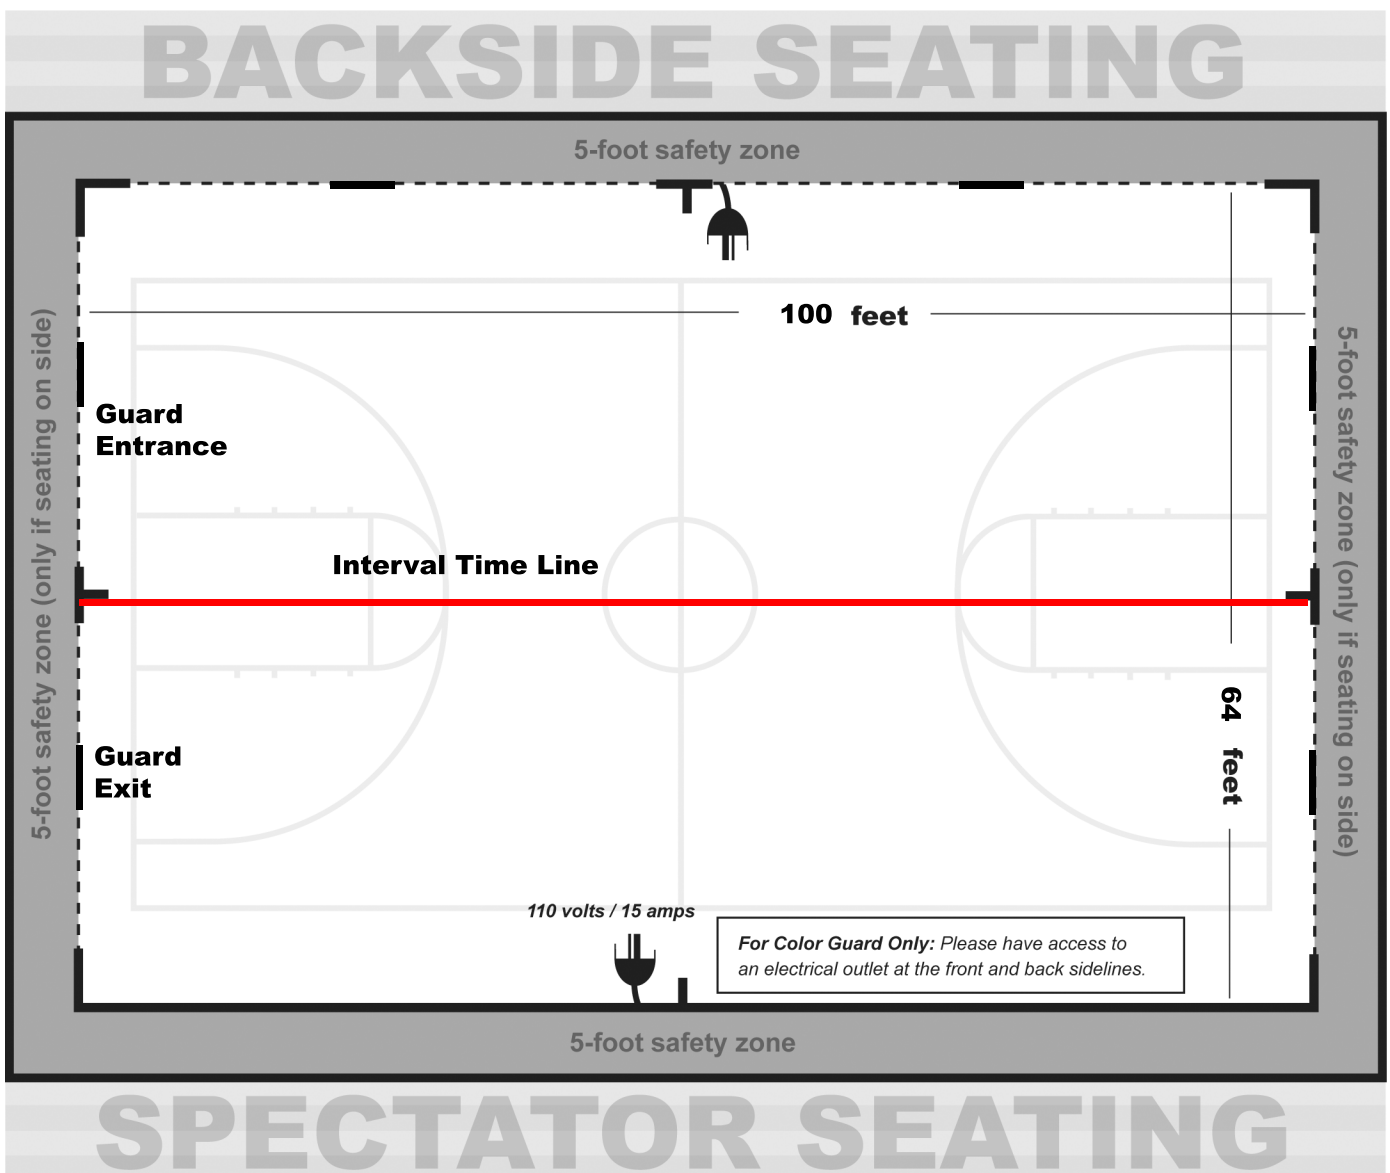 BACKSIDE SEATING
5-foot safety zone
100 feet
5-foot safety zone (only if seating on side)
5-foot safety zone (only if seating on side)
Guard
Entrance
Interval Time Line
64 feet
Guard
Exit
110 volts / 15 amps
For Color Guard Only: Please have access to
an electrical outlet at the front and back sidelines.
5-foot safety zone
SPECTATOR SEATING